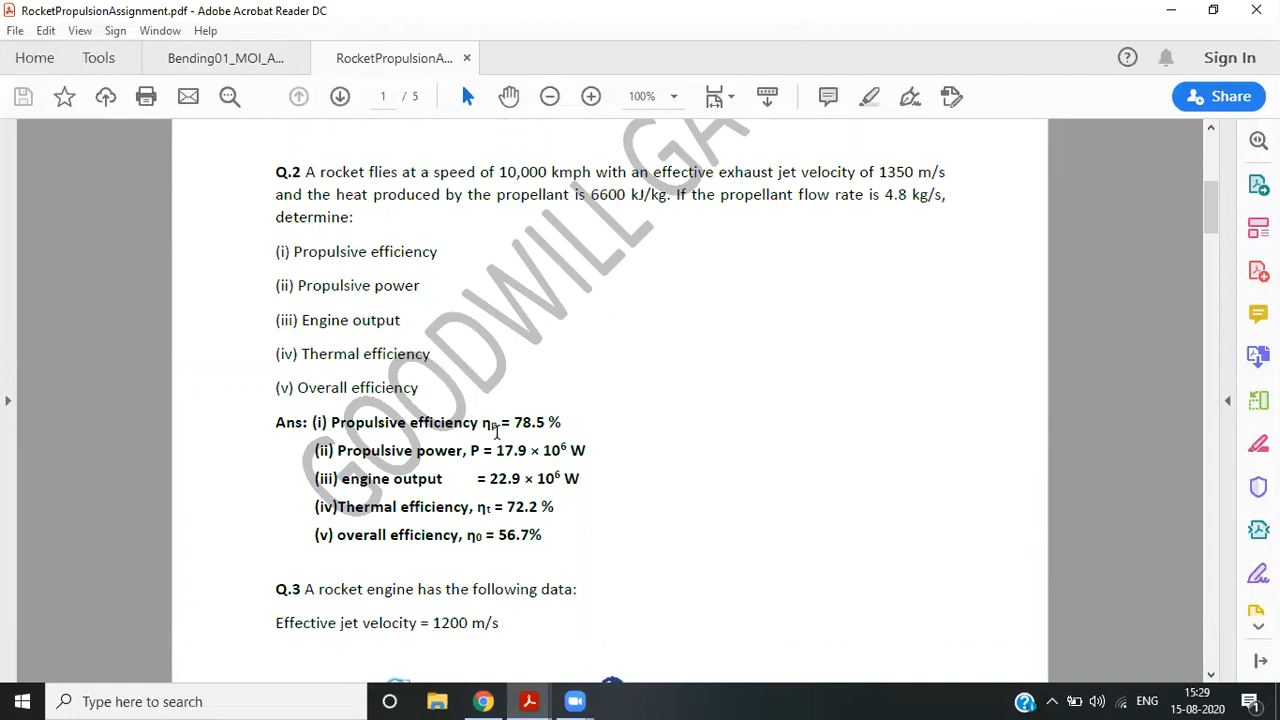 RocketPropulsionAssignment.pdf - Adobe Acrobat Reader DC
File Edit View Sign Window Help
Home Tools Bending01_MOI_A... RocketPropulsionA... × Sign In
1 / 5 100% Share
GOODWILL GA
Q.2 A rocket flies at a speed of 10,000 kmph with an effective exhaust jet velocity of 1350 m/s
and the heat produced by the propellant is 6600 kJ/kg. If the propellant flow rate is 4.8 kg/s,
determine:
(i) Propulsive efficiency
(ii) Propulsive power
(iii) Engine output
(iv) Thermal efficiency
(v) Overall efficiency
Ans: (i) Propulsive efficiency ηp = 78.5 %
(ii) Propulsive power, P = 17.9 × 10⁶ W
(iii) engine output = 22.9 × 10⁶ W
(iv)Thermal efficiency, ηt = 72.2 %
(v) overall efficiency, η0 = 56.7%
Q.3 A rocket engine has the following data:
Effective jet velocity = 1200 m/s
Type here to search
ENG
15:29
15-08-2020
1